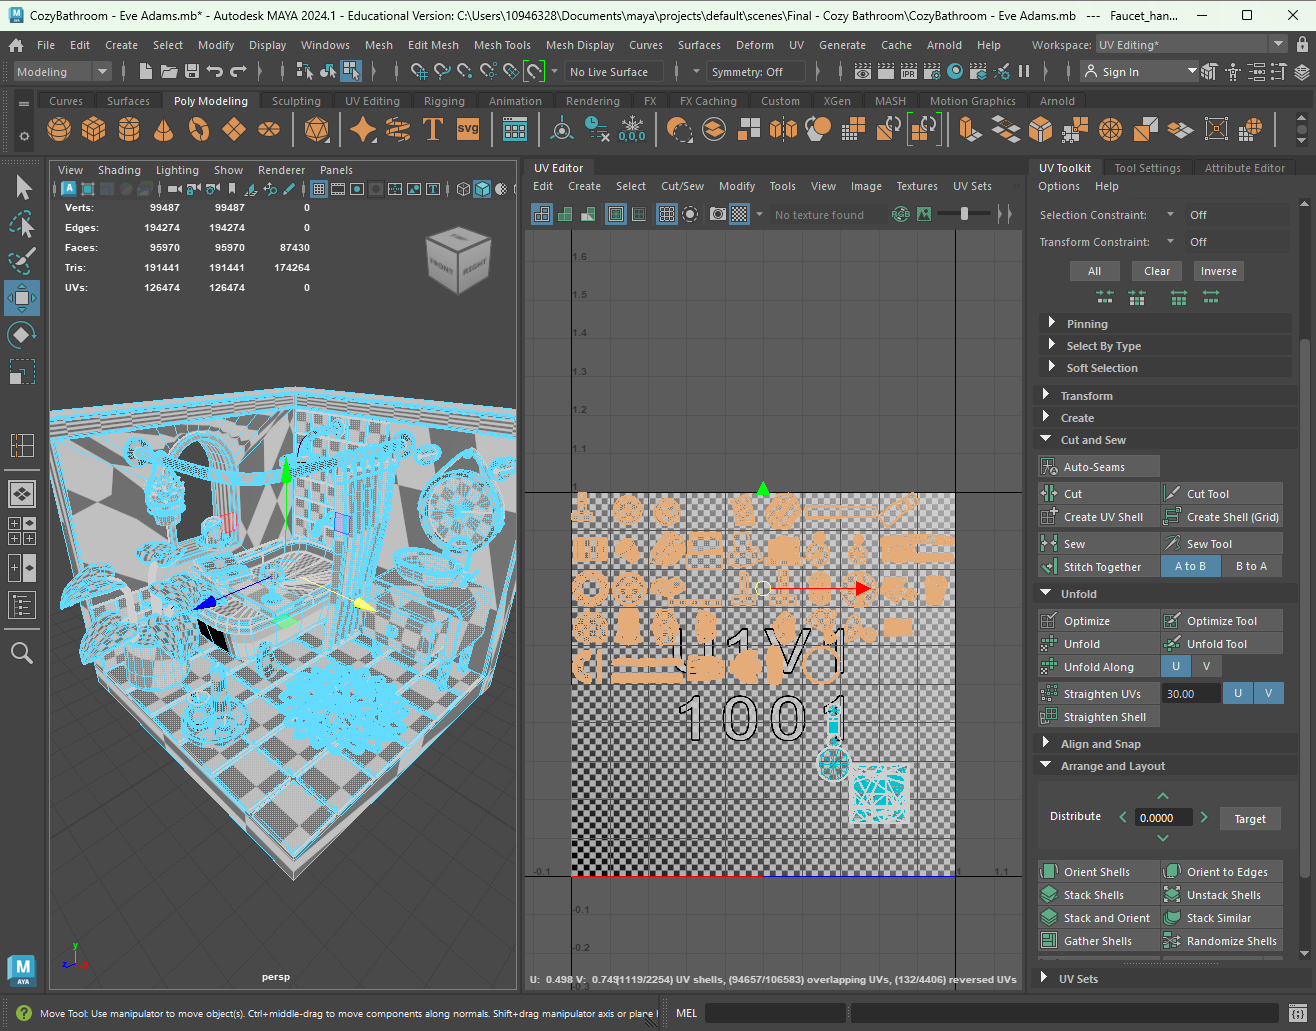 CozyBathroom - Eve Adams.mb* - Autodesk MAYA 2024.1 - Educational Version: C:\Users\10946328\Documents\maya\projects\default\scenes\Final - Cozy Bathroom\CozyBathroom - Eve Adams.mb --- Faucet_han...
File Edit Create Select Modify Display Windows Mesh Edit Mesh Mesh Tools Mesh Display Curves Surfaces Deform UV Generate Cache Arnold Help Workspace: UV Editing*
Modeling No Live Surface Symmetry: Off IPR Sign In
Curves Surfaces Poly Modeling Sculpting UV Editing Rigging Animation Rendering FX FX Caching Custom XGen MASH Motion Graphics Arnold
T SVG 0,0,0
View Shading Lighting Show Renderer Panels
Verts: 99487 99487 0
Edges: 194274 194274 0
Faces: 95970 95970 87430
Tris: 191441 191441 174264
UVs: 126474 126474 0
FRONT RIGHT
persp
y
z
M
AYA
UV Editor
Edit Create Select Cut/Sew Modify Tools View Image Textures UV Sets
No texture found RGB
1.6
1.5
1.4
1.3
1.2
1.1
1
U1V1
1001
-0.1 1 1.1
-0.1
-0.2
U: 0.498 V: 0.749 (1119/2254) UV shells, (94657/106583) overlapping UVs, (132/4406) reversed UVs
UV Toolkit Tool Settings Attribute Editor
Options Help
Selection Constraint: Off
Transform Constraint: Off
All Clear Inverse
Pinning
Select By Type
Soft Selection
Transform
Create
Cut and Sew
Auto-Seams
Cut Cut Tool
Create UV Shell Create Shell (Grid)
Sew Sew Tool
Stitch Together A to B B to A
Unfold
Optimize Optimize Tool
Unfold Unfold Tool
Unfold Along U V
Straighten UVs 30.00 U V
Straighten Shell
Align and Snap
Arrange and Layout
Distribute 0.0000 Target
Orient Shells Orient to Edges
Stack Shells Unstack Shells
Stack and Orient Stack Similar
Gather Shells Randomize Shells
UV Sets
Move Tool: Use manipulator to move object(s). Ctrl+middle-drag to move components along normals. Shift+drag manipulator axis or plane
MEL